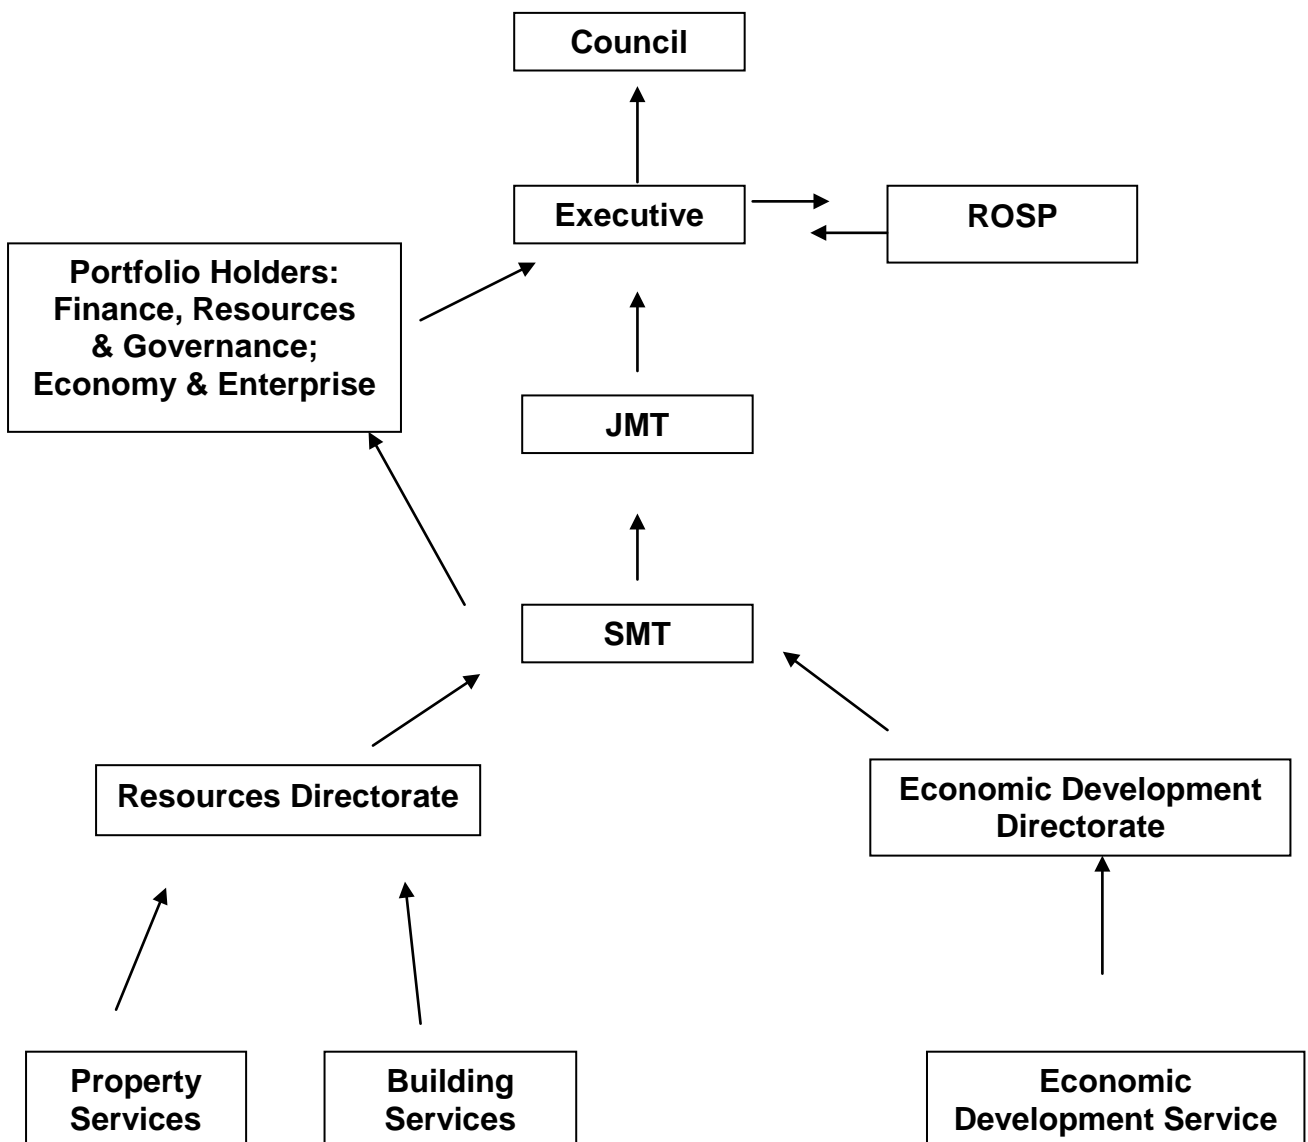 Council
Executive
ROSP
Portfolio Holders:
Finance, Resources
& Governance;
Economy & Enterprise
JMT
SMT
Resources Directorate
Economic Development
Directorate
Property
Services
Building
Services
Economic
Development Service